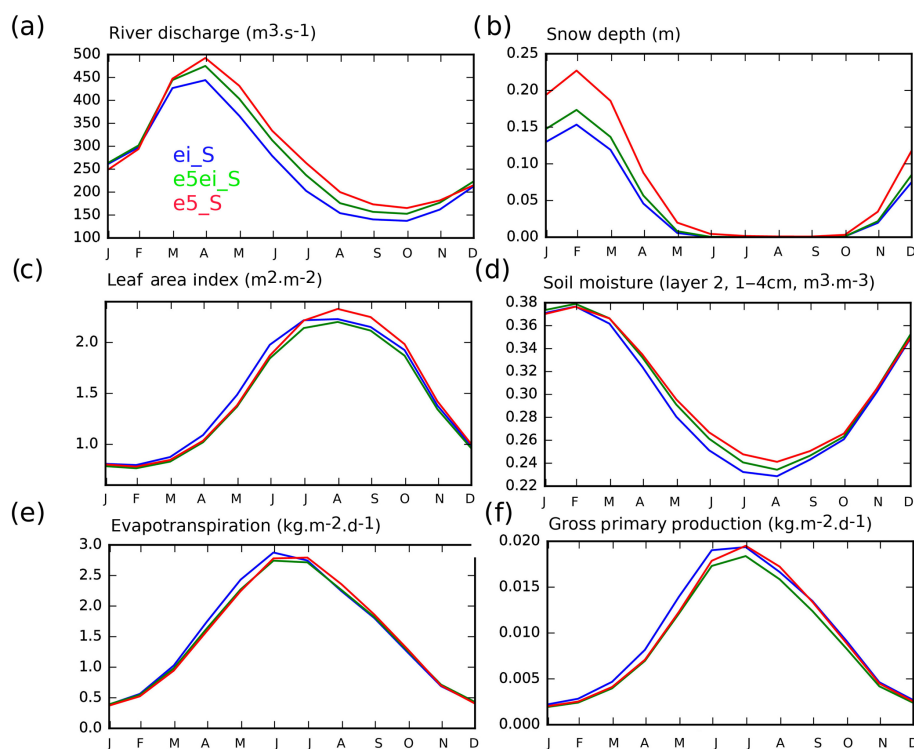 (a)
River discharge (m3.s-1)
500
450
400
350
300
250
200
150
100
ei_S
e5ei_S
e5_S
J F M A M J J A S O N D
(b)
Snow depth (m)
0.25
0.20
0.15
0.10
0.05
0.00
J F M A M J J A S O N D
(c)
Leaf area index (m2.m-2)
2.0
1.5
1.0
J F M A M J J A S O N D
(d)
Soil moisture (layer 2, 1–4cm, m3.m-3)
0.38
0.36
0.34
0.32
0.30
0.28
0.26
0.24
0.22
J F M A M J J A S O N D
(e)
Evapotranspiration (kg.m-2.d-1)
3.0
2.5
2.0
1.5
1.0
0.5
0.0
J F M A M J J A S O N D
(f)
Gross primary production (kg.m-2.d-1)
0.020
0.015
0.010
0.005
0.000
J F M A M J J A S O N D